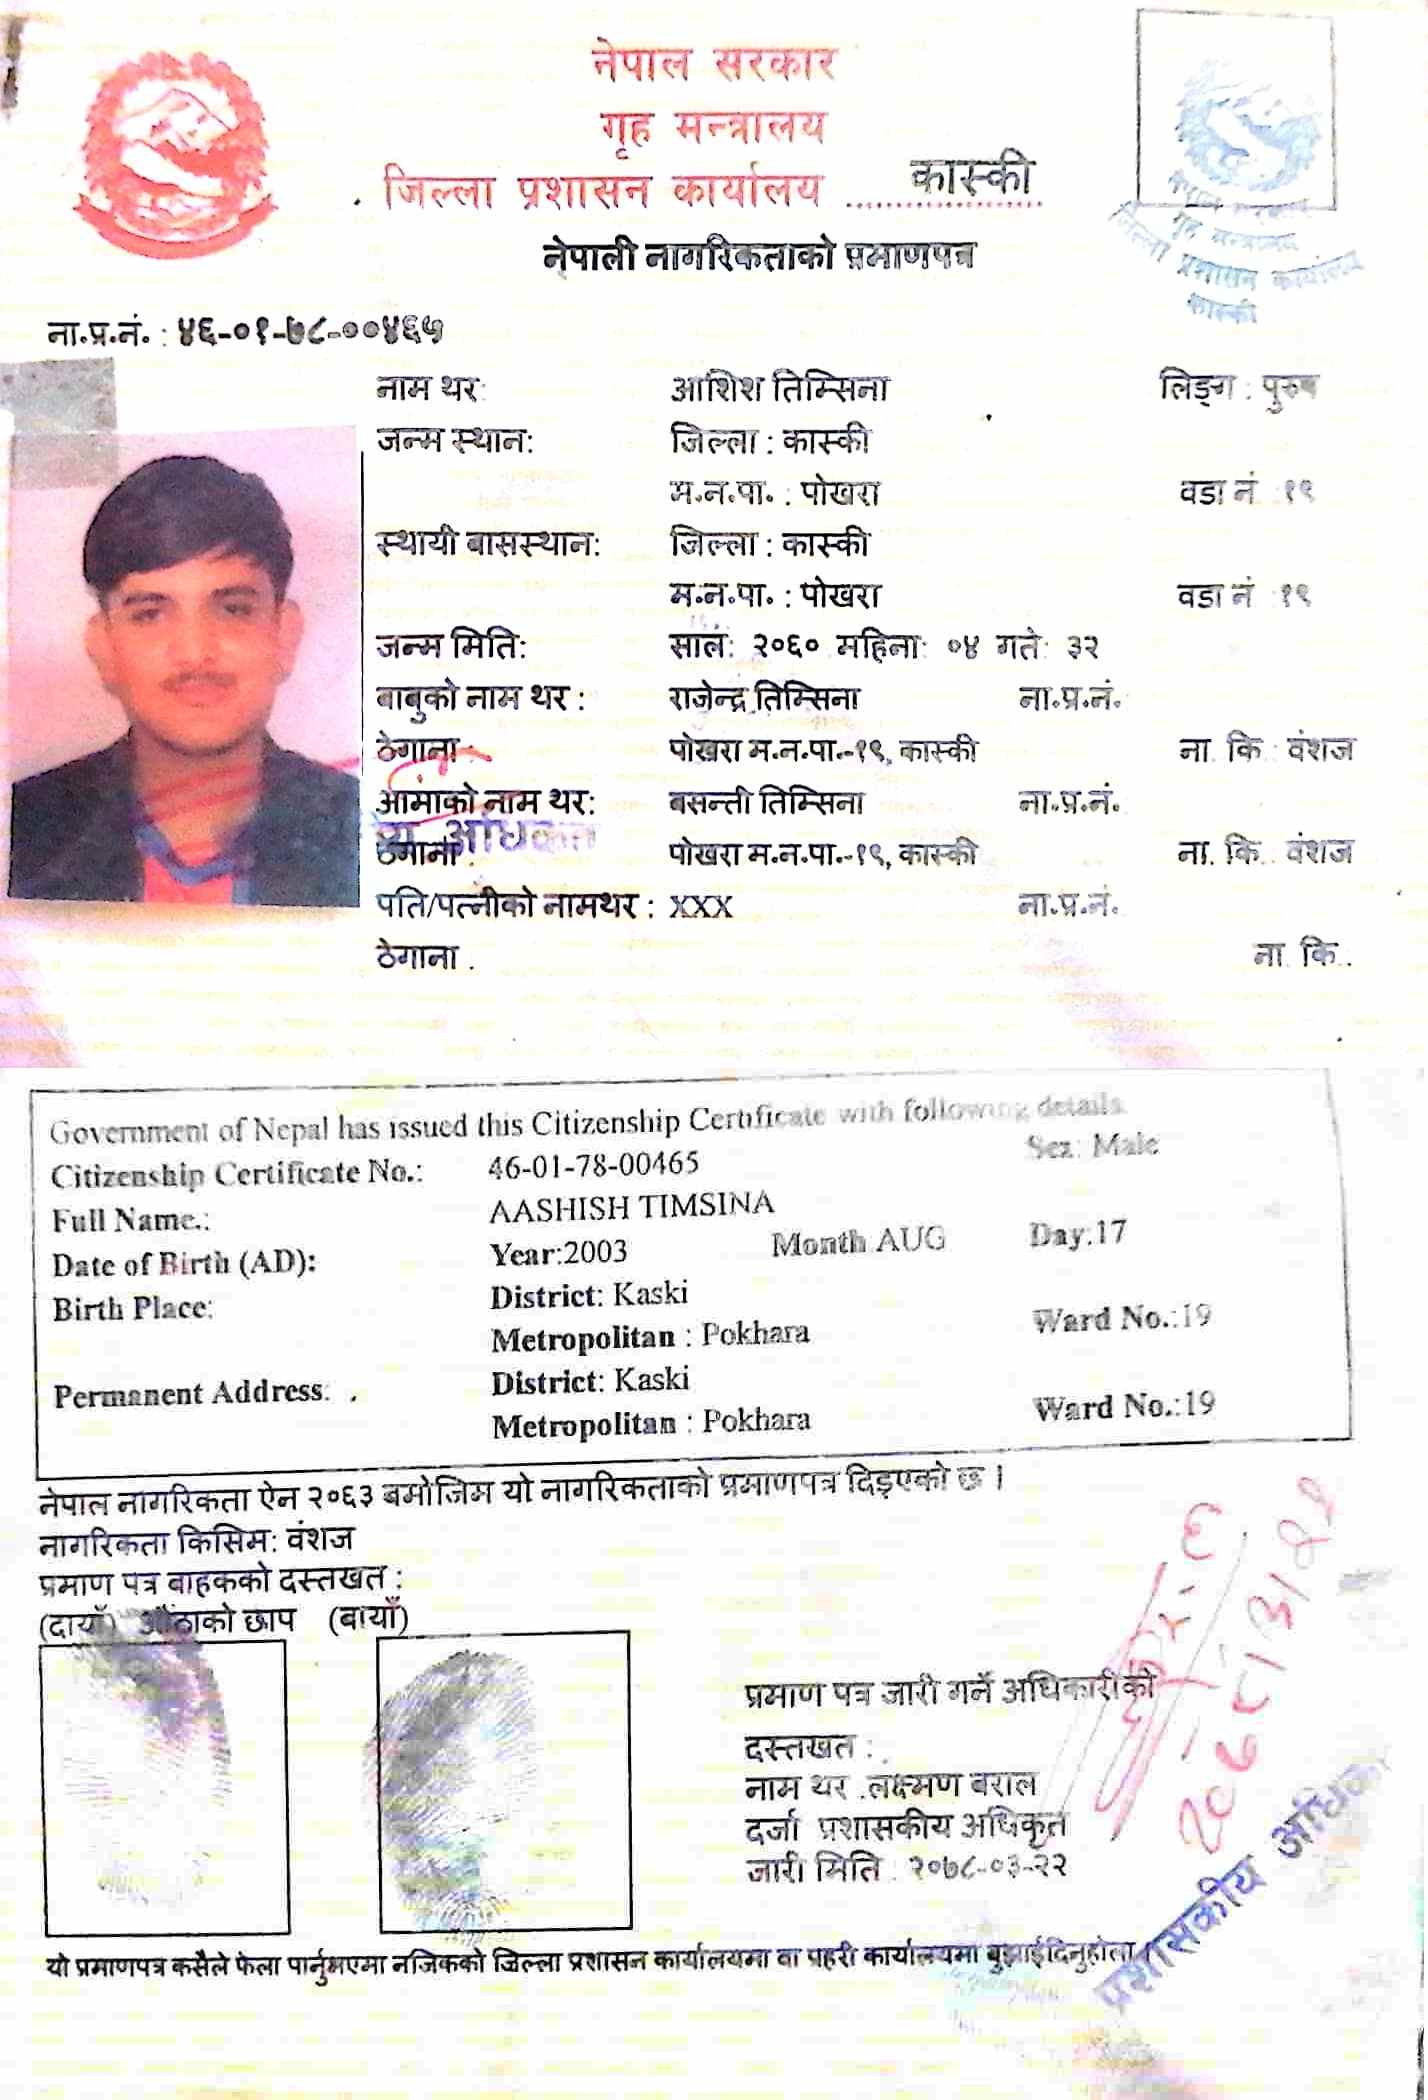 नेपाल सरकार
गृह मन्त्रालय
जिल्ला प्रशासन कार्यालय ......... कास्की
नेपाली नागरिकताको प्रमाणपत्र
नेपाल सरकार
गृह मन्त्रालय
जिल्ला प्रशासन कार्यालय
कास्की
ना.प्र.नं. : ४६-०१-७८-००४६५
नाम थर: आशिश तिम्सिना लिङ्ग : पुरुष
जन्म स्थान: जिल्ला : कास्की
म.न.पा. : पोखरा वडा नं :१९
स्थायी बासस्थान: जिल्ला : कास्की
म.न.पा. : पोखरा वडा नं :१९
जन्म मिति: साल: २०६० महिना: ०४ गते: ३२
बाबुको नाम थर : राजेन्द्र तिम्सिना ना.प्र.नं.
ठेगाना पोखरा म.न.पा.-१९, कास्की ना. कि.: वंशज
आमाको नाम थर: बसन्ती तिम्सिना ना.प्र.नं.
ठेगाना : पोखरा म.न.पा.-१९, कास्की ना. कि.: वंशज
पति/पत्नीको नामथर : XXX ना.प्र.नं.
ठेगाना . ना. कि..
Government of Nepal has issued this Citizenship Certificate with following details
Citizenship Certificate No.: 46-01-78-00465 Sex: Male
Full Name.: AASHISH TIMSINA
Date of Birth (AD): Year:2003 Month AUG Day:17
Birth Place: District: Kaski
Metropolitan : Pokhara Ward No.:19
Permanent Address: District: Kaski
Metropolitan : Pokhara Ward No.:19
नेपाल नागरिकता ऐन २०६३ बमोजिम यो नागरिकताको प्रमाणपत्र दिइएको छ ।
नागरिकता किसिम: वंशज
प्रमाण पत्र बाहकको दस्तखत :
(दायाँ) औंठाको छाप (बायाँ)
प्रमाण पत्र जारी गर्ने अधिकारीको
दस्तखत :
नाम थर : लक्ष्मण बराल
दर्जा प्रशासकीय अधिकृत
जारी मिति : २०७८-०३-२२
प्रशासकीय अधिकृत
यो प्रमाणपत्र कसैले फेला पार्नुभएमा नजिकको जिल्ला प्रशासन कार्यालयमा वा प्रहरी कार्यालयमा बुझाईदिनुहोला ।